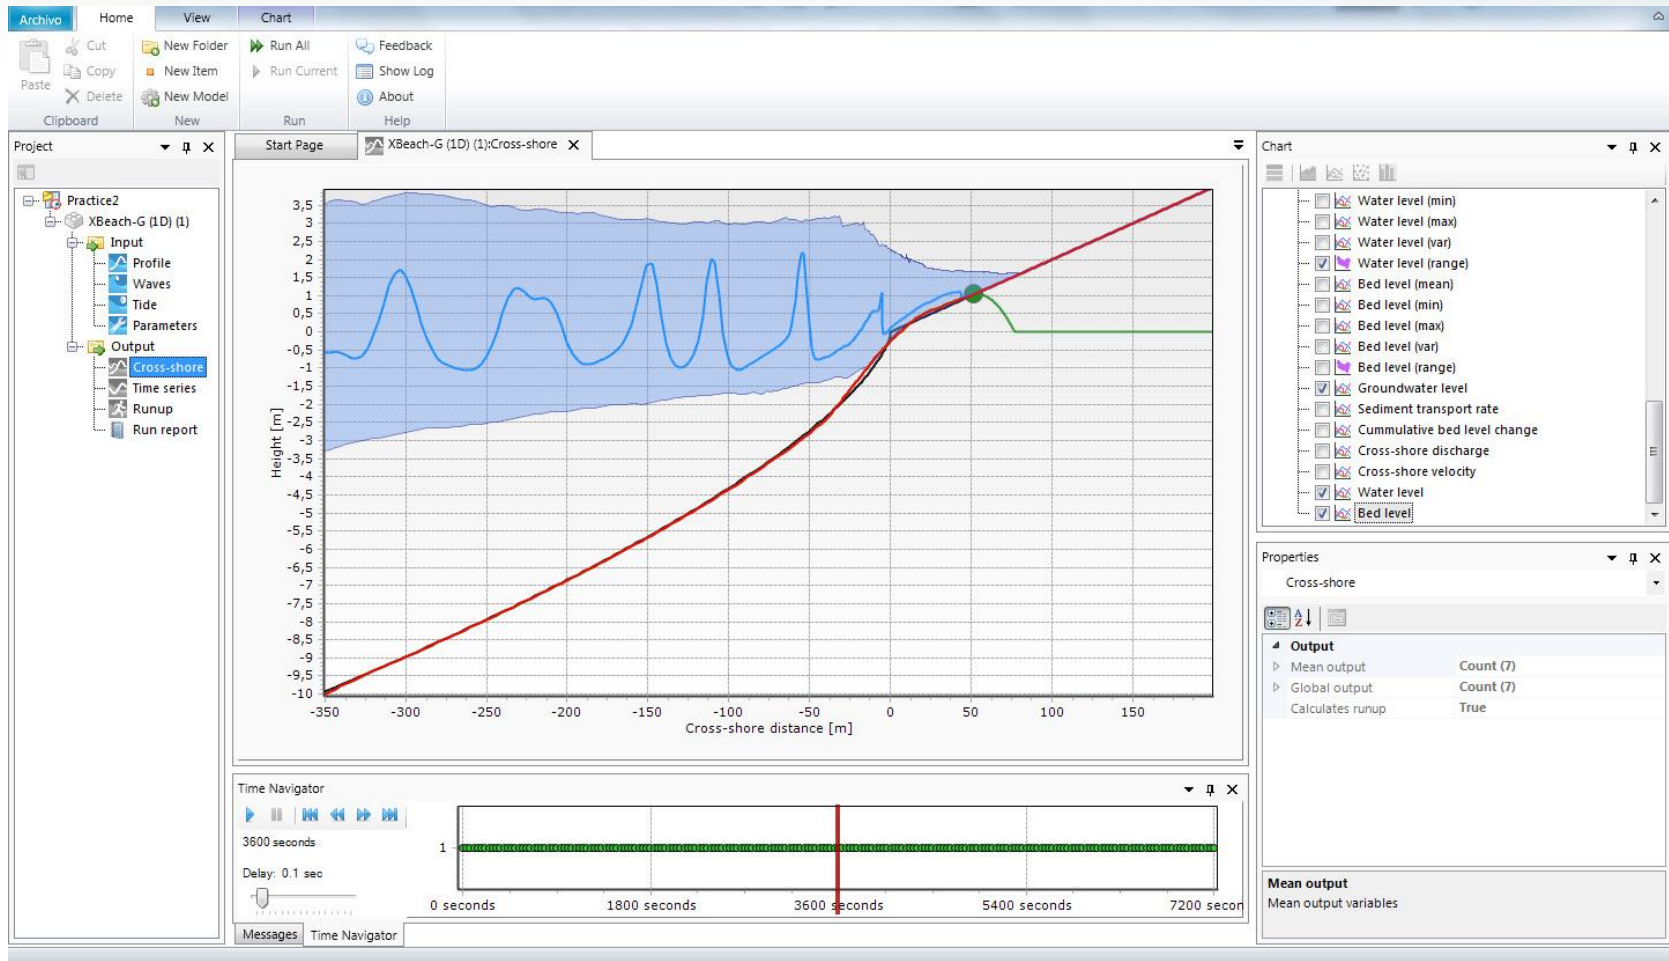 Archivo Home View Chart
Cut New Folder Run All Feedback
Copy New Item Run Current Show Log
Paste Delete New Model About
Clipboard New Run Help
Project
Practice2
XBeach-G (1D) (1)
Input
Profile
Waves
Tide
Parameters
Output
Cross-shore
Time series
Runup
Run report
Start Page XBeach-G (1D) (1):Cross-shore
3,5
3
2,5
2
1,5
1
0,5
0
-0,5
-1
-1,5
-2
-2,5
-3
-3,5
-4
-4,5
-5
-5,5
-6
-6,5
-7
-7,5
-8
-8,5
-9
-9,5
-10
Height [m]
-350 -300 -250 -200 -150 -100 -50 0 50 100 150
Cross-shore distance [m]
Time Navigator
3600 seconds
Delay: 0.1 sec
1
0 seconds 1800 seconds 3600 seconds 5400 seconds 7200 secon
Messages Time Navigator
Chart
Water level (min)
Water level (max)
Water level (var)
Water level (range)
Bed level (mean)
Bed level (min)
Bed level (max)
Bed level (var)
Bed level (range)
Groundwater level
Sediment transport rate
Cummulative bed level change
Cross-shore discharge
Cross-shore velocity
Water level
Bed level
Properties
Cross-shore
Output
Mean output Count (7)
Global output Count (7)
Calculates runup True
Mean output
Mean output variables